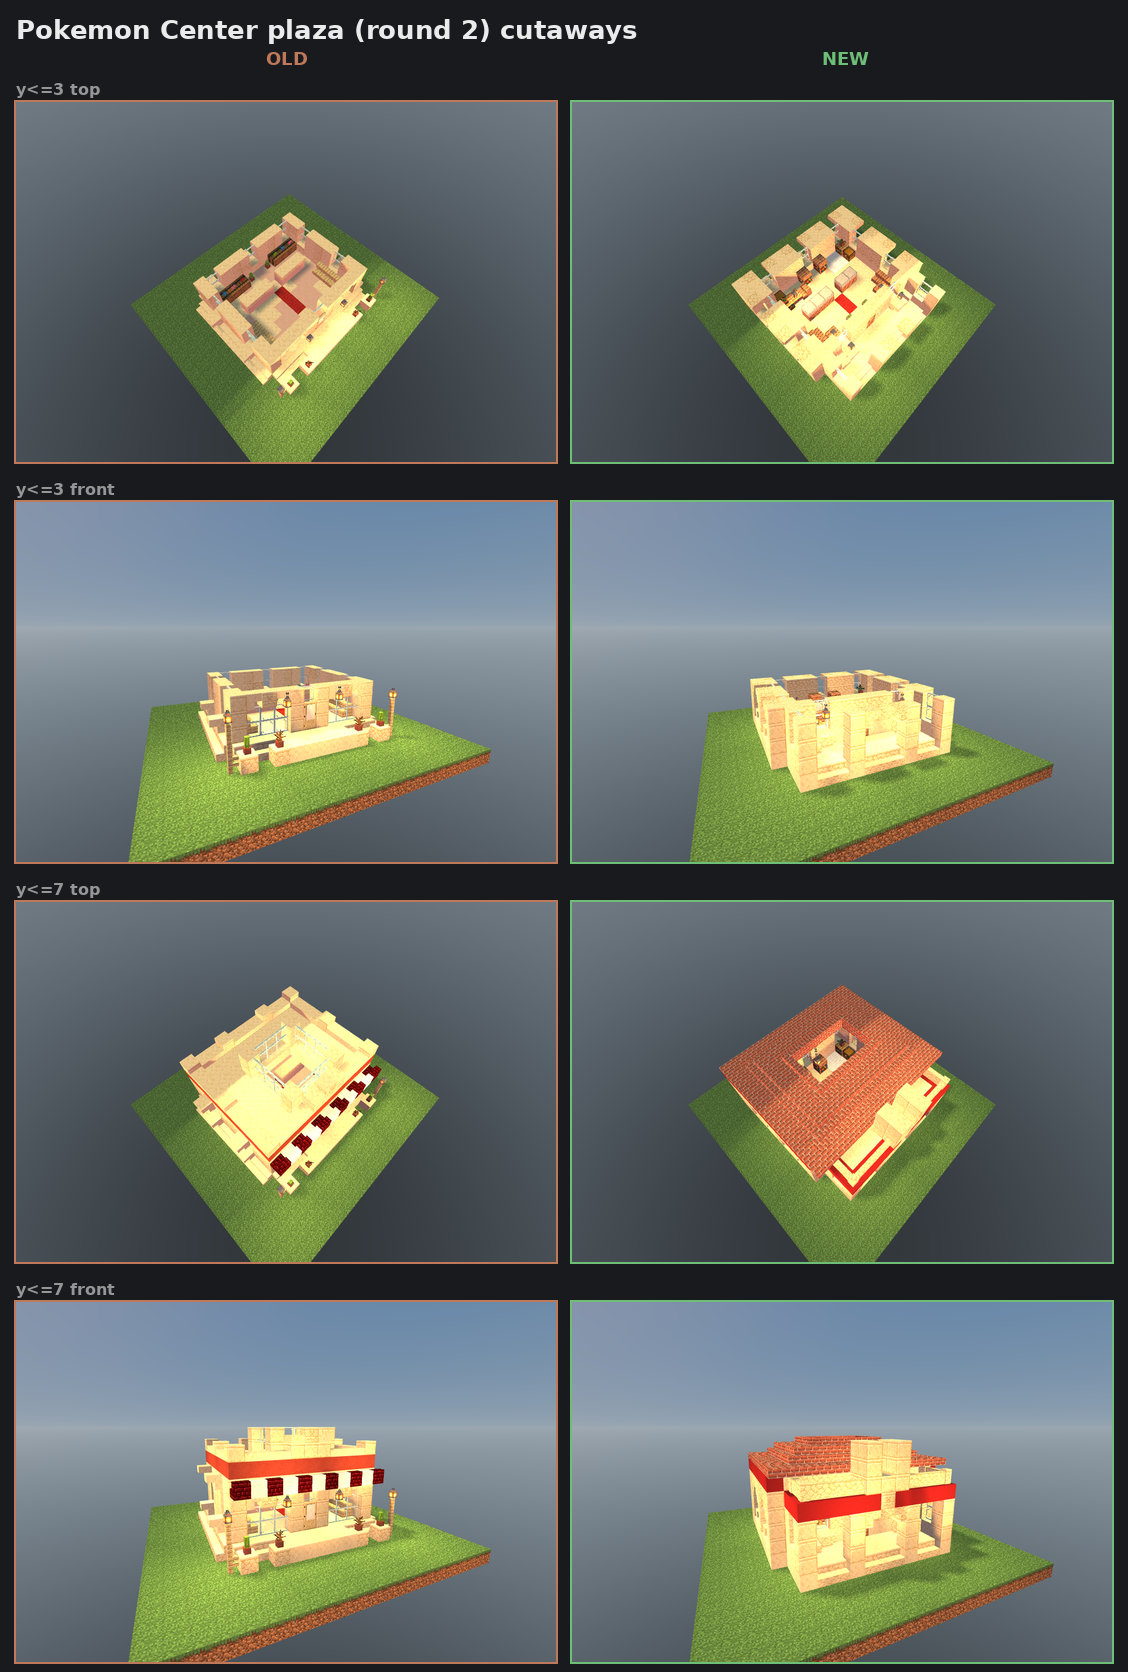 Pokemon Center plaza (round 2) cutaways
OLD
NEW
y<=3 top
y<=3 front
y<=7 top
y<=7 front